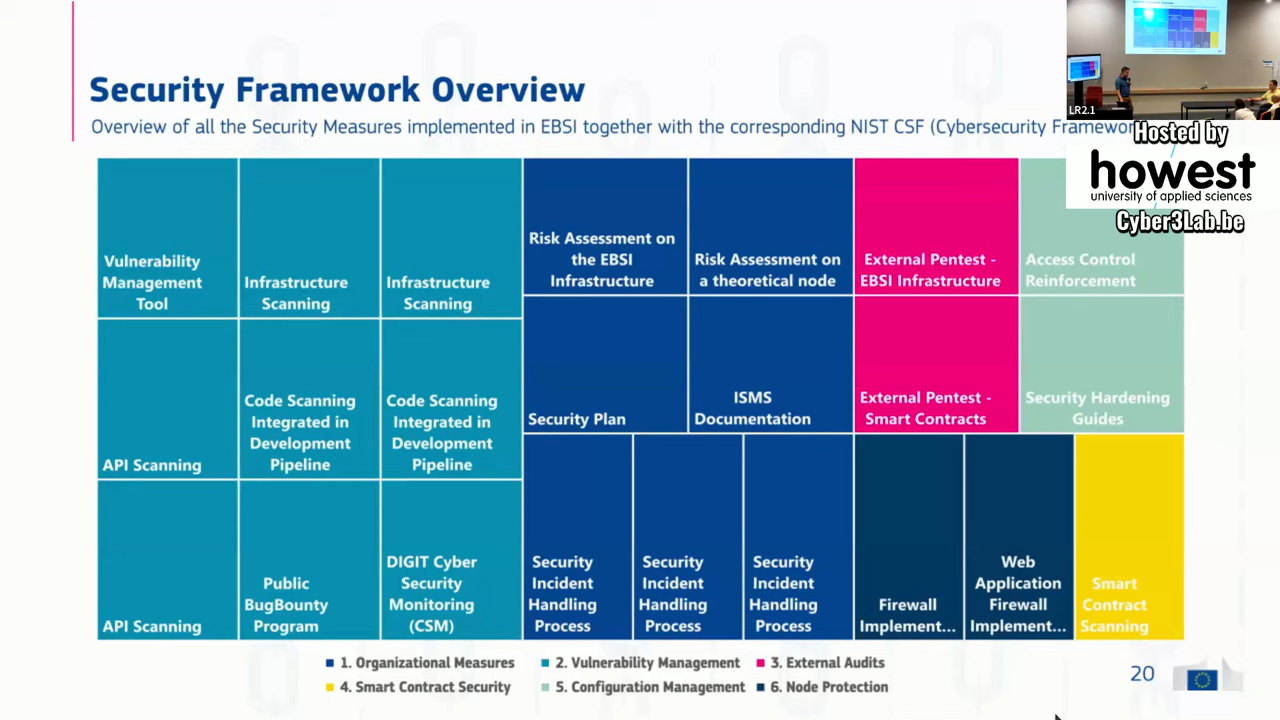 Security Framework Overview
Overview of all the Security Measures implemented in EBSI together with the corresponding NIST CSF (Cybersecurity
LR2.1
Hosted by
howest
university of applied sciences
Cyber3Lab.be
Vulnerability
Management
Tool
Infrastructure
Scanning
Infrastructure
Scanning
Risk Assessment on
the EBSI
Infrastructure
Risk Assessment on
a theoretical node
External Pentest -
EBSI Infrastructure
Access Control
Reinforcement
API Scanning
Code Scanning
Integrated in
Development
Pipeline
Code Scanning
Integrated in
Development
Pipeline
Security Plan
ISMS
Documentation
External Pentest -
Smart Contracts
Security Hardening
Guides
API Scanning
Public
BugBounty
Program
DIGIT Cyber
Security
Monitoring
(CSM)
Security
Incident
Handling
Process
Security
Incident
Handling
Process
Security
Incident
Handling
Process
Firewall
Implement...
Web
Application
Firewall
Implement...
Smart
Contract
Scanning
1. Organizational Measures
2. Vulnerability Management
3. External Audits
4. Smart Contract Security
5. Configuration Management
6. Node Protection
20